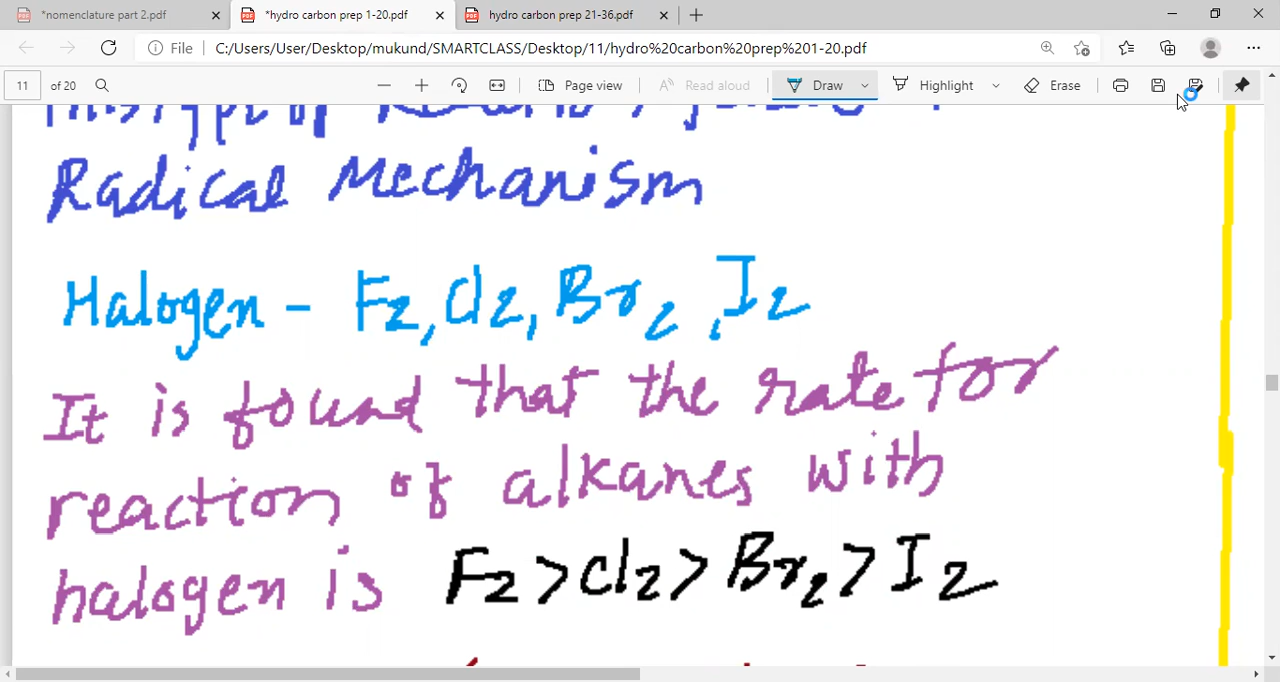 *nomenclature part 2.pdf
*hydro carbon prep 1-20.pdf
hydro carbon prep 21-36.pdf
File
C:/Users/User/Desktop/mukund/SMARTCLASS/Desktop/11/hydro%20carbon%20prep%201-20.pdf
11 of 20
Page view
Read aloud
Draw
Highlight
Erase
This type of
Radical Mechanism
Halogen - F2, Cl2, Br2, I2
It is found that the rate for
reaction of alkanes with
halogen is F2 > Cl2 > Br2 > I2